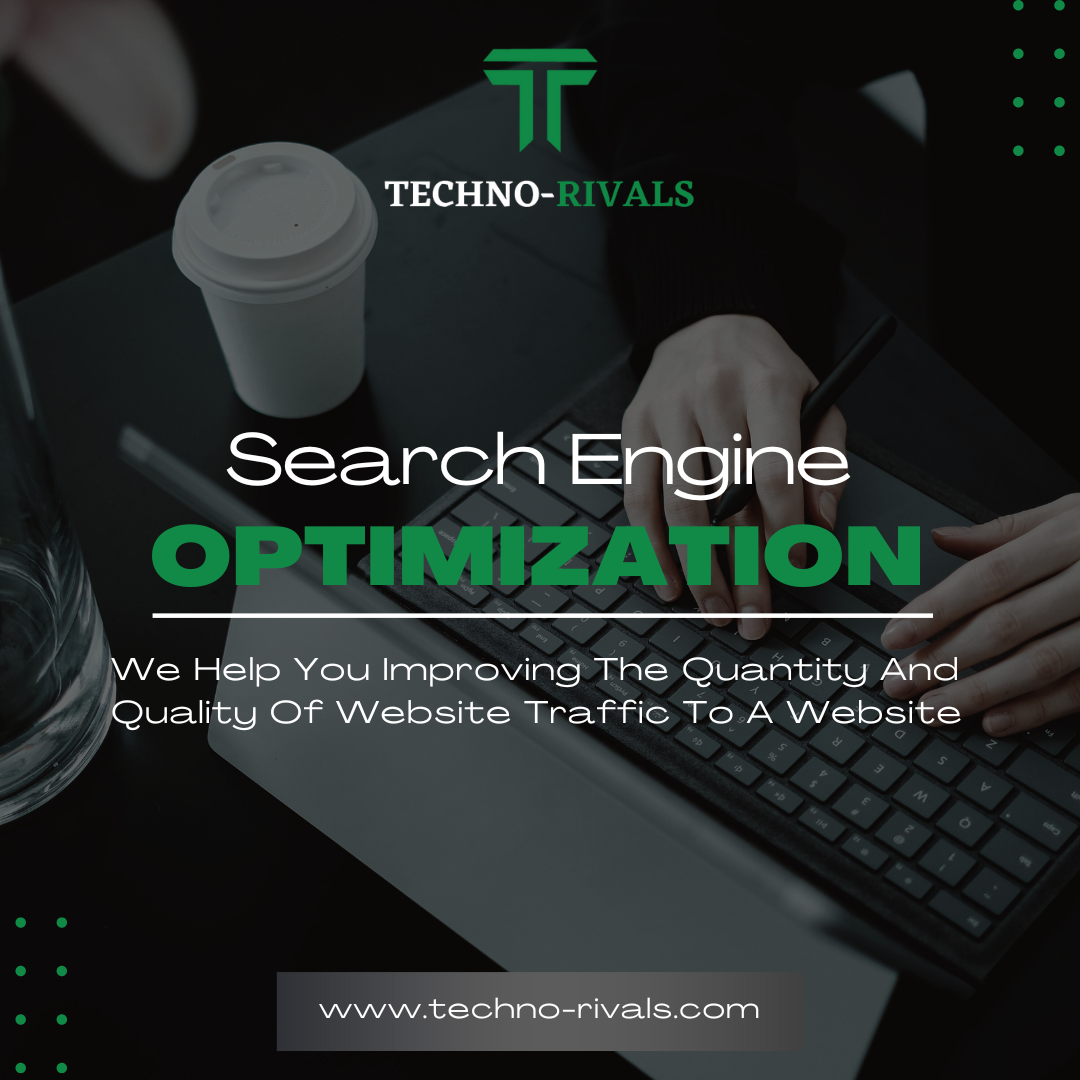 TECHNO-RIVALS
Search Engine
OPTIMIZATION
We Help You Improving The Quantity And
Quality Of Website Traffic To A Website
www.techno-rivals.com